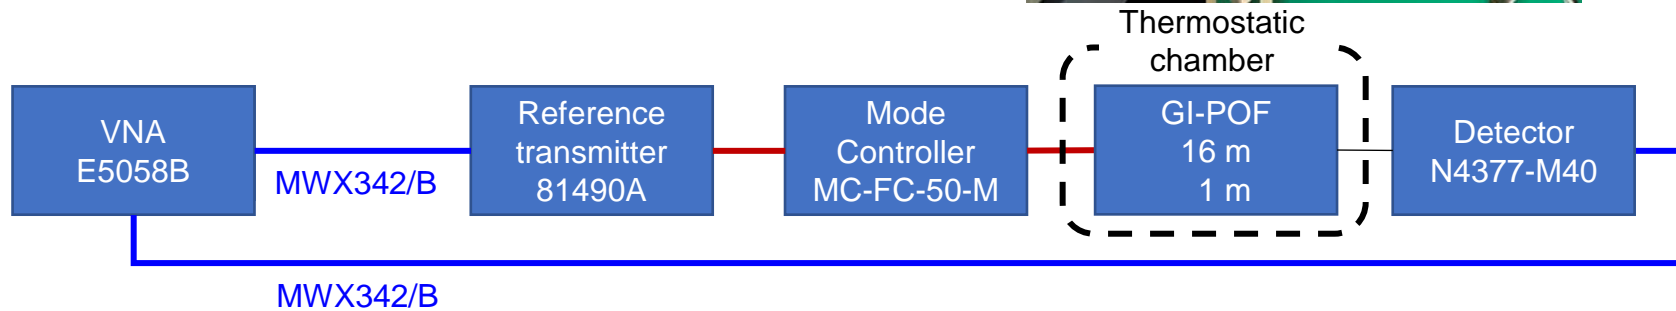 Thermostatic
chamber
VNA
E5058B
MWX342/B
Reference
transmitter
81490A
Mode
Controller
MC-FC-50-M
GI-POF
16 m
1 m
Detector
N4377-M40
MWX342/B